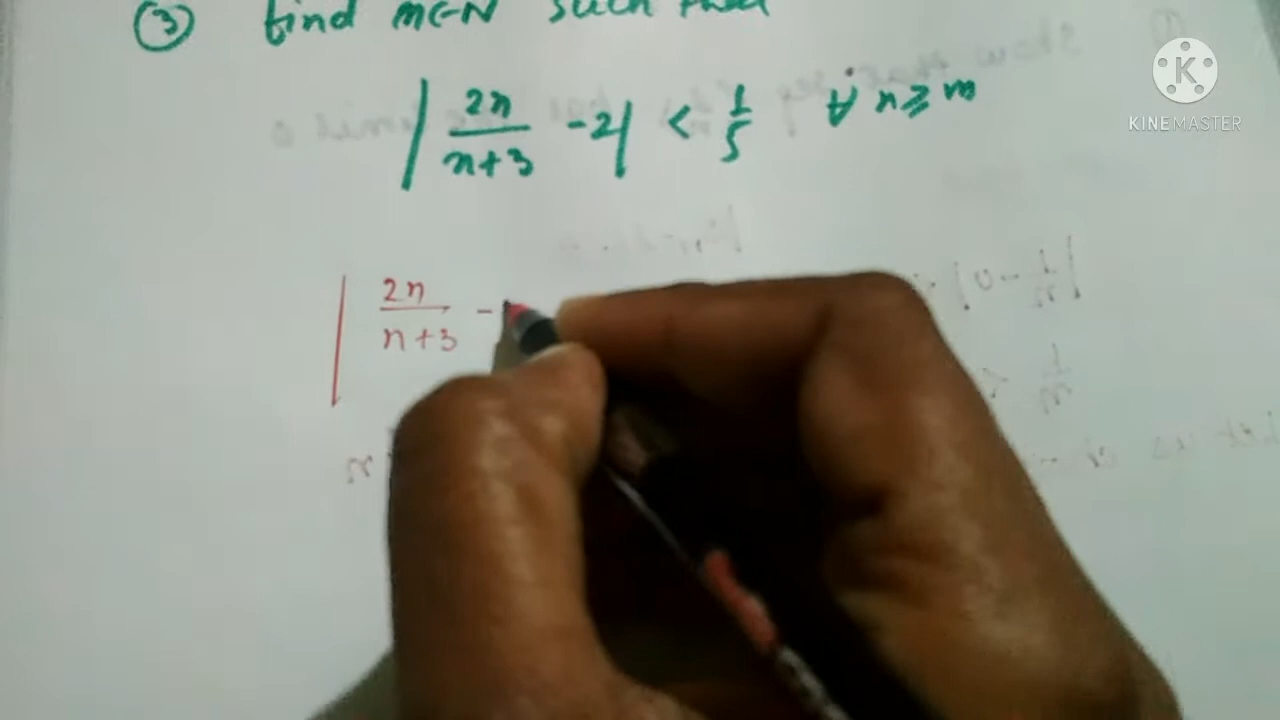 ③ find m∈N such that
| 2n/n+3 - 2 | < 1/5 ∀ n ≥ m
KINEMASTER
| 2n/n+3 -